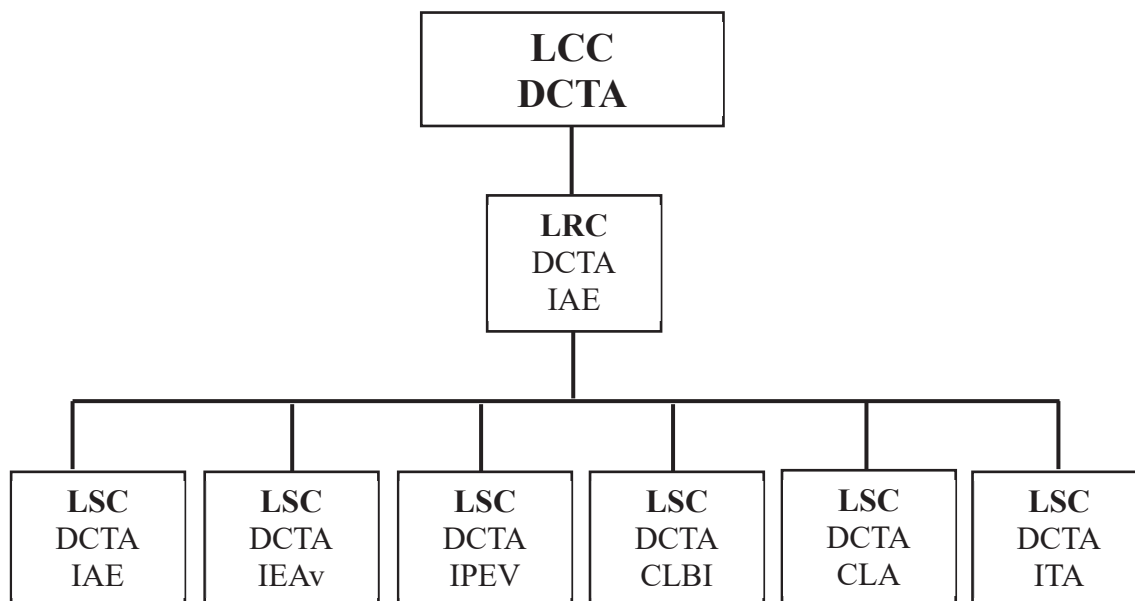 LCC
DCTA
LRC
DCTA
IAE
LSC
DCTA
IAE
LSC
DCTA
IEAv
LSC
DCTA
IPEV
LSC
DCTA
CLBI
LSC
DCTA
CLA
LSC
DCTA
ITA